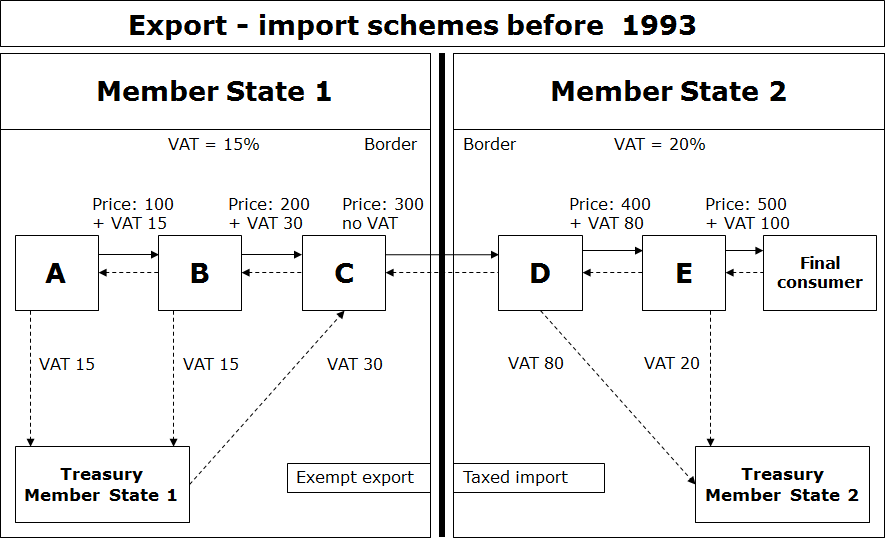 Export - import schemes before 1993
Member State 1
Member State 2
VAT = 15%
Border
Border
VAT = 20%
Price: 100
+ VAT 15
Price: 200
+ VAT 30
Price: 300
no VAT
Price: 400
+ VAT 80
Price: 500
+ VAT 100
A
B
C
D
E
Final
consumer
VAT 15
VAT 15
VAT 30
VAT 80
VAT 20
Treasury
Member State 1
Exempt export
Taxed import
Treasury
Member State 2